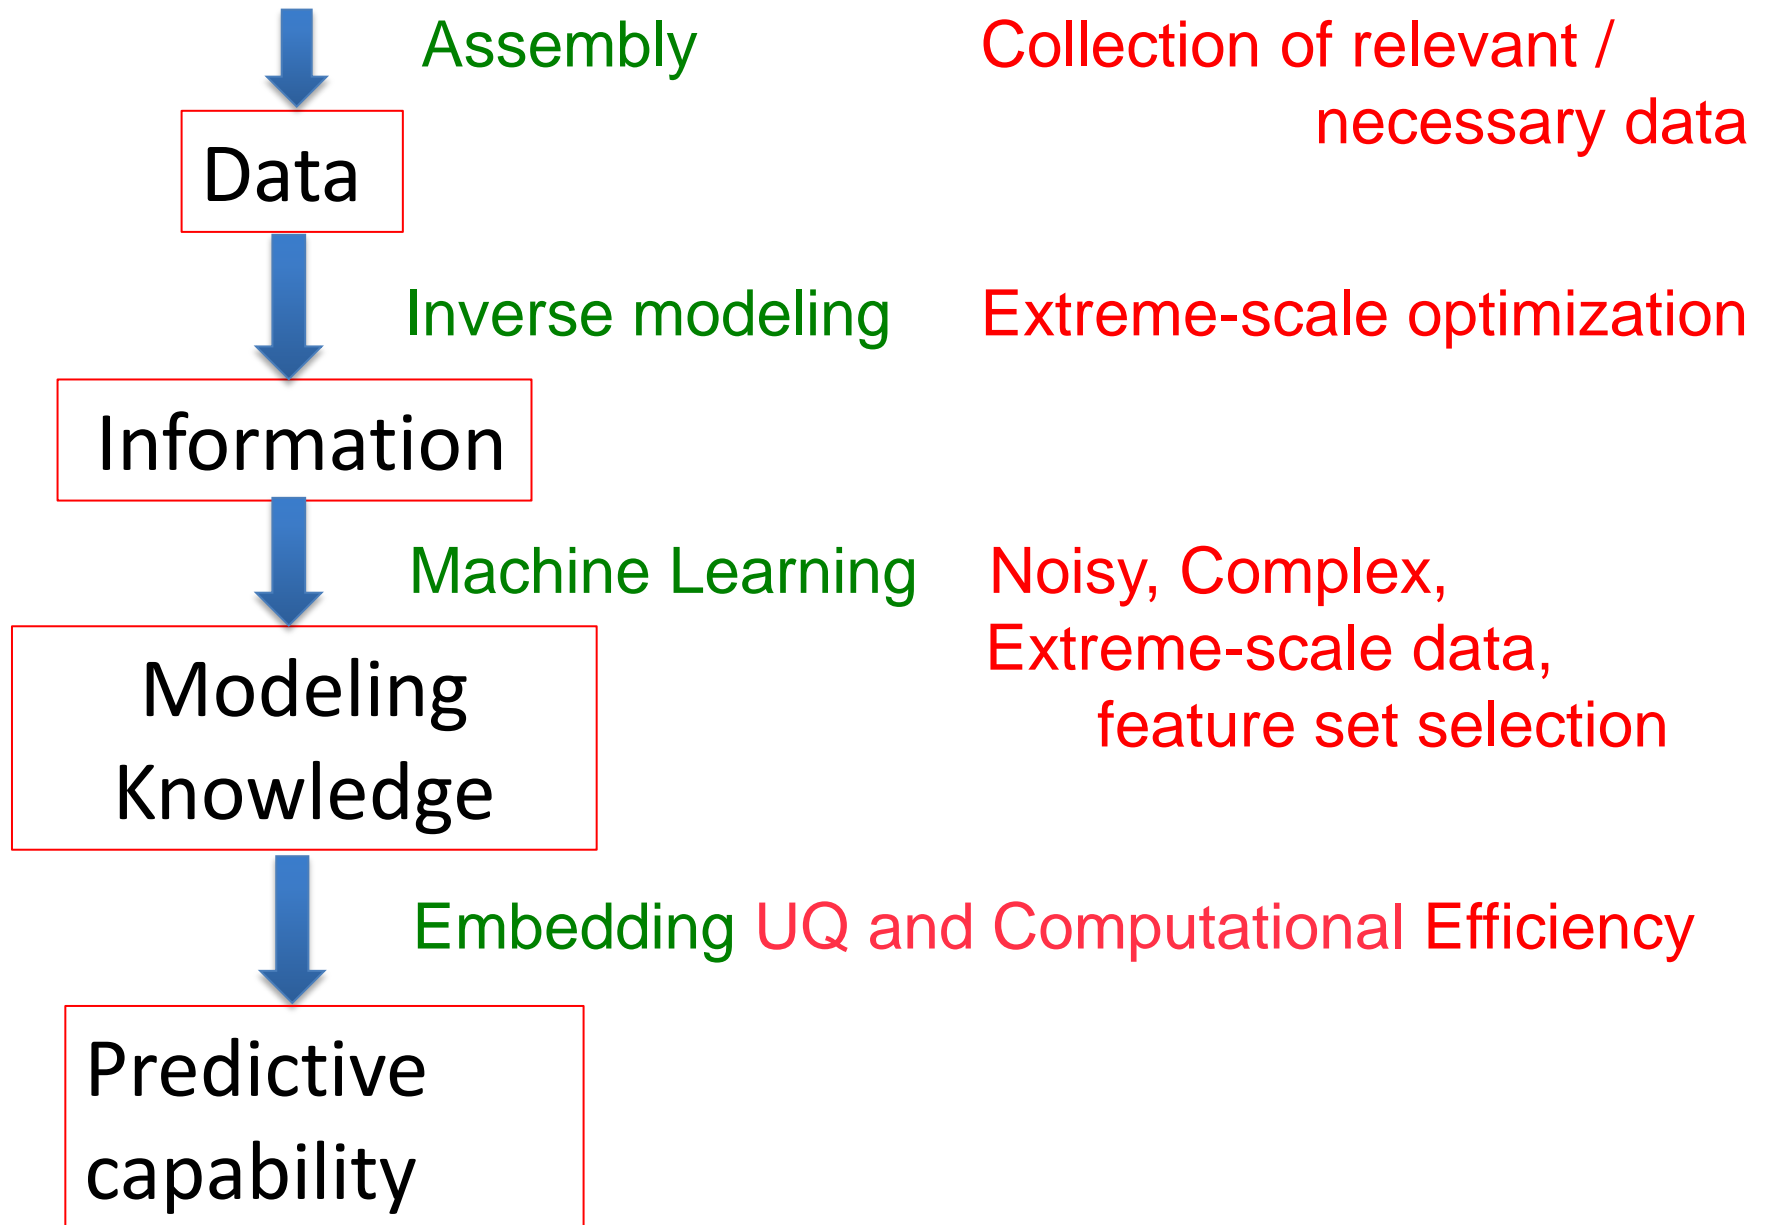 Assembly Collection of relevant /
necessary data
Data
Inverse modeling Extreme-scale optimization
Information
Machine Learning Noisy, Complex,
Extreme-scale data,
feature set selection
Modeling
Knowledge
Embedding UQ and Computational Efficiency
Predictive
capability